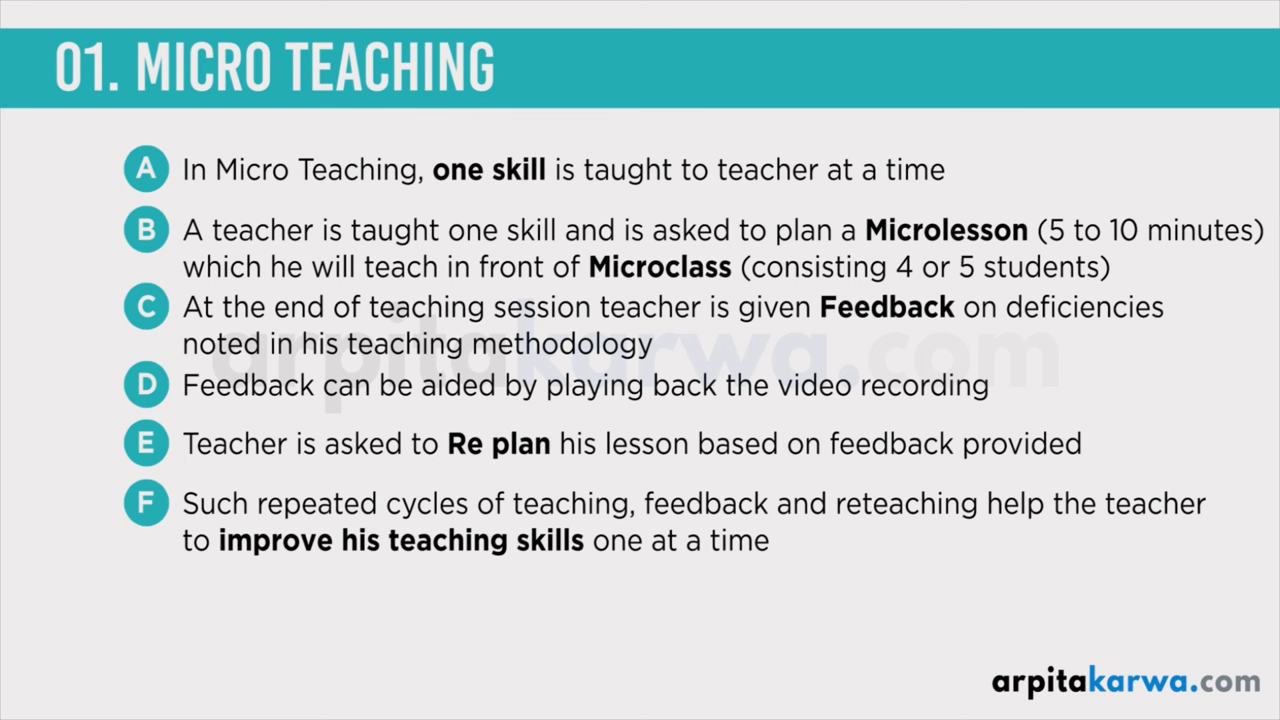 01. MICRO TEACHING
A In Micro Teaching, one skill is taught to teacher at a time
B A teacher is taught one skill and is asked to plan a Microlesson (5 to 10 minutes)
which he will teach in front of Microclass (consisting 4 or 5 students)
C At the end of teaching session teacher is given Feedback on deficiencies
noted in his teaching methodology
arpitakarwa.com
D Feedback can be aided by playing back the video recording
E Teacher is asked to Re plan his lesson based on feedback provided
F Such repeated cycles of teaching, feedback and reteaching help the teacher
to improve his teaching skills one at a time
arpitakarwa.com